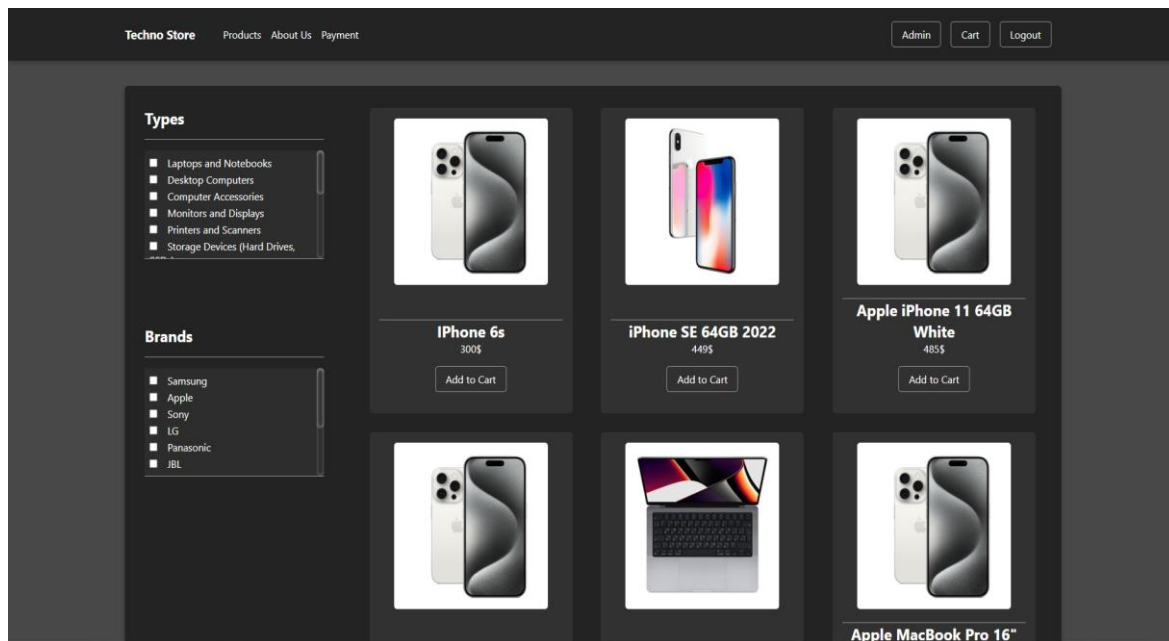 Techno Store
Products About Us Payment
Admin
Cart
Logout
Types
Laptops and Notebooks
Desktop Computers
Computer Accessories
Monitors and Displays
Printers and Scanners
Storage Devices (Hard Drives,
Brands
Samsung
Apple
Sony
LG
Panasonic
JBL
IPhone 6s
300$
Add to Cart
iPhone SE 64GB 2022
449$
Add to Cart
Apple iPhone 11 64GB
White
485$
Add to Cart
Apple MacBook Pro 16"